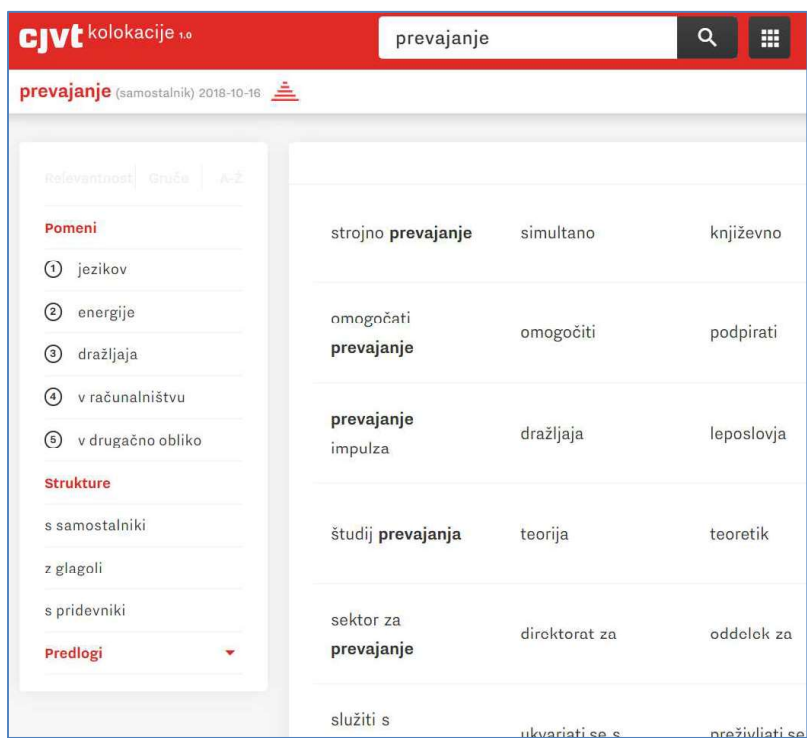 cjvt kolokacije 1.0
prevajanje
prevajanje (samostalnik) 2018-10-16
Relevantnost Gruče A-Ž
Pomeni
1 jezikov
2 energije
3 dražljaja
4 v računalništvu
5 v drugačno obliko
Strukture
s samostalniki
z glagoli
s pridevniki
Predlogi
strojno prevajanje simultano književno
omogočati
prevajanje
omogočiti podpirati
prevajanje
impulza
dražljaja leposlovja
študij prevajanja teorija teoretik
sektor za
prevajanje
direktorat za oddelek za
služiti s
ukvarjati se s preživljati se